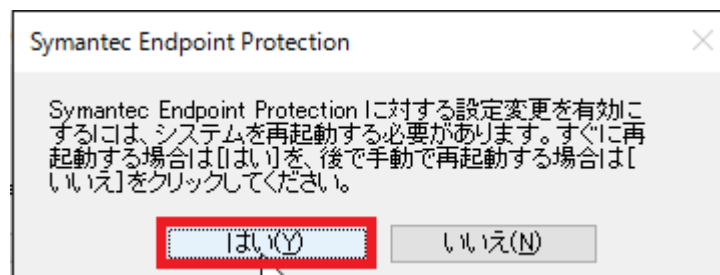 Symantec Endpoint Protection
Symantec Endpoint Protection に対する設定変更を有効に
するには、システムを再起動する必要があります。すぐに再
起動する場合は[はい]を、後で手動で再起動する場合は[
いいえ]をクリックしてください。
はい(Y)
いいえ(N)